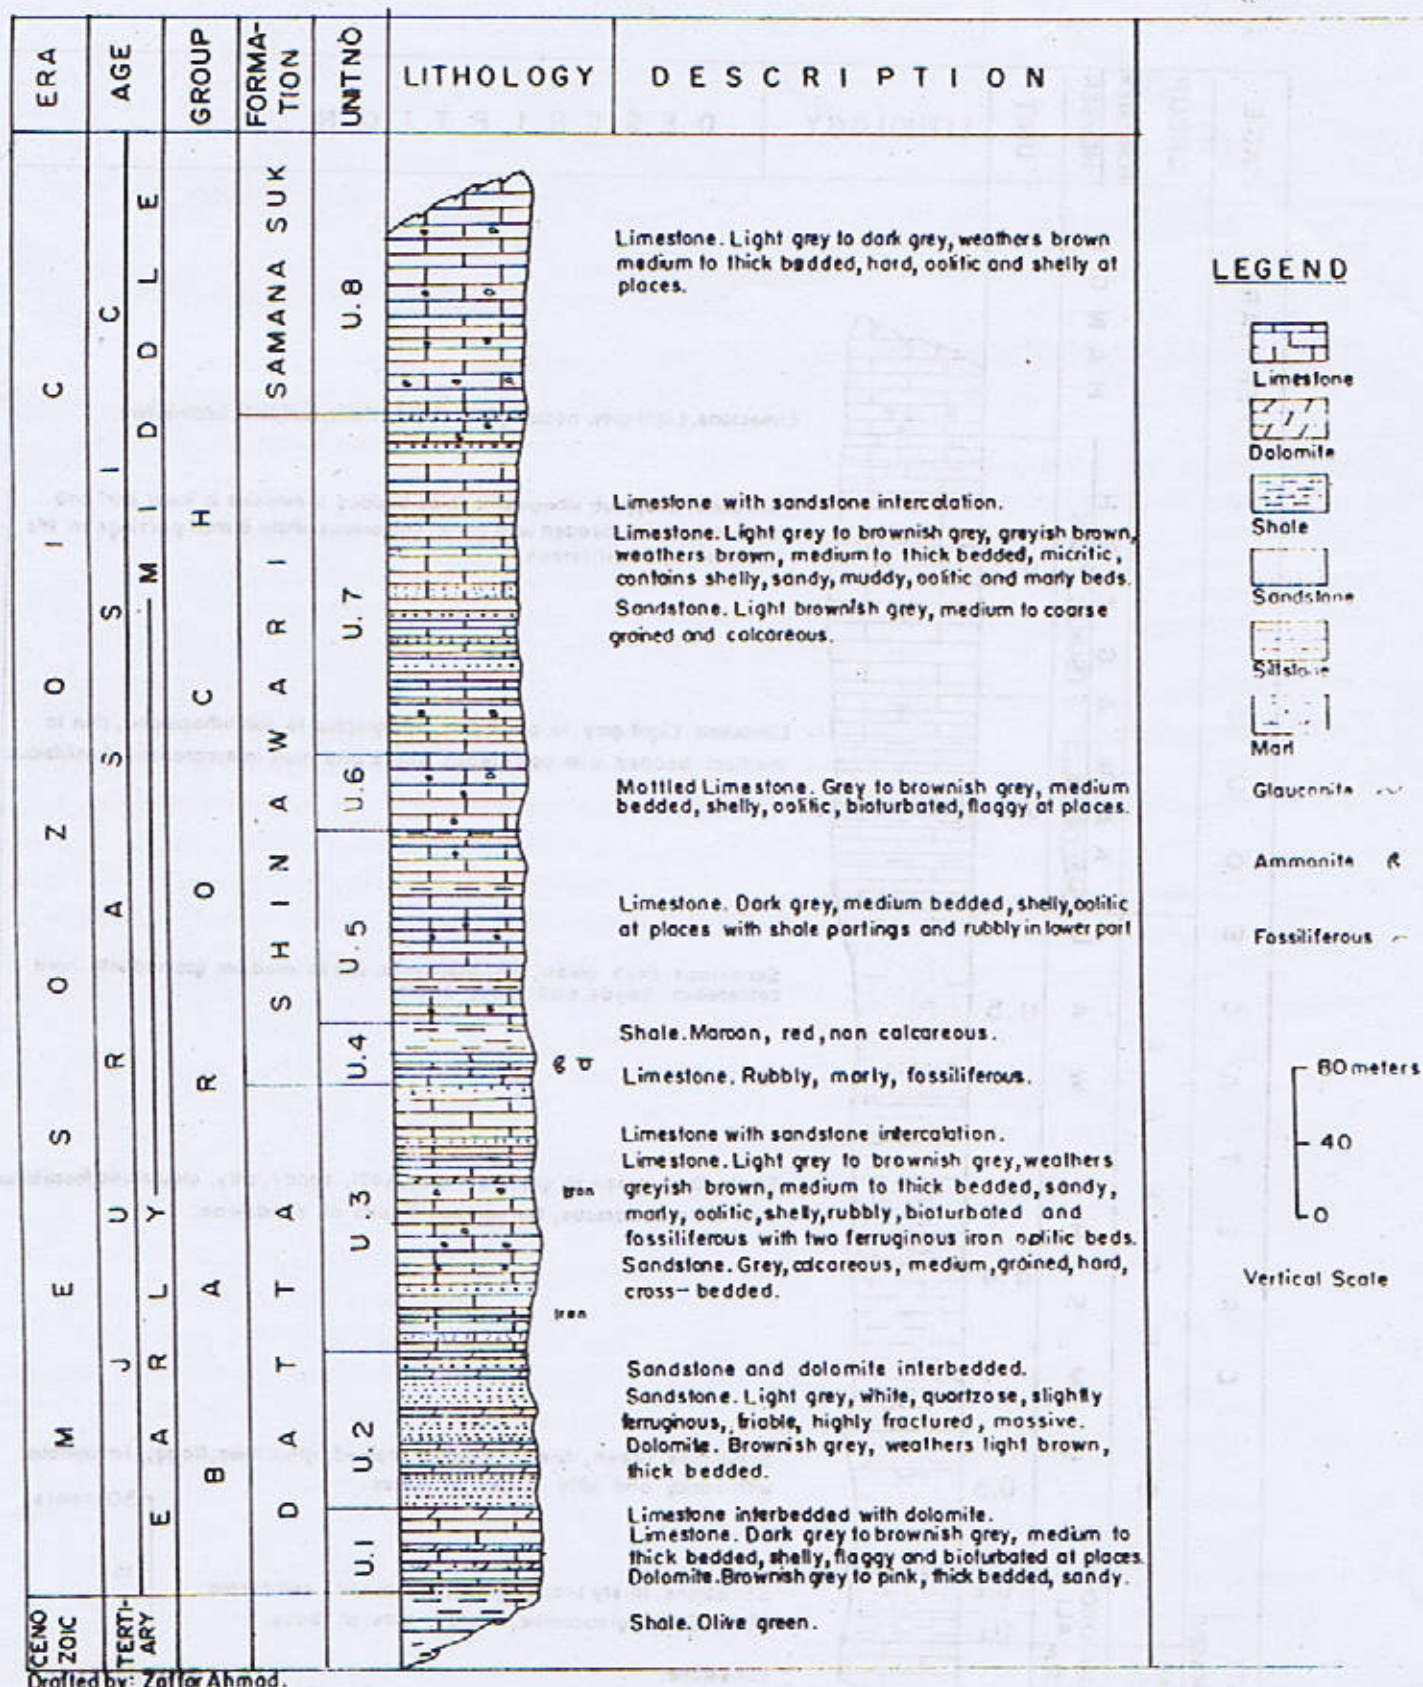 ERA
AGE
GROUP
FORMA-
TION
UNIT NO
LITHOLOGY
DESCRIPTION
MESOZOIC
CENO
ZOIC
JURASSIC
MIDDLE
EARLY
TERTI-
ARY
BAROCH
SAMANA SUK
SHINAWARI
DATTA
U.8
U.7
U.6
U.5
U.4
U.3
U.2
U.1
Iron
Iron
Limestone. Light grey to dark grey, weathers brown
medium to thick bedded, hard, oolitic and shelly at
places.
Limestone with sandstone intercalation.
Limestone. Light grey to brownish grey, greyish brown,
weathers brown, medium to thick bedded, micritic,
contains shelly, sandy, muddy, oolitic and marly beds.
Sandstone. Light brownish grey, medium to coarse
grained and calcareous.
Mottled Limestone. Grey to brownish grey, medium
bedded, shelly, oolitic, bioturbated, flaggy at places.
Limestone. Dark grey, medium bedded, shelly, oolitic
at places with shale partings and rubbly in lower part
Shale. Maroon, red, non calcareous.
Limestone. Rubbly, marly, fossiliferous.
Limestone with sandstone intercalation.
Limestone. Light grey to brownish grey, weathers
greyish brown, medium to thick bedded, sandy,
marly, oolitic, shelly, rubbly, bioturbated and
fossiliferous with two ferruginous iron oolitic beds.
Sandstone. Grey, calcareous, medium, grained, hard,
cross-bedded.
Sandstone and dolomite interbedded.
Sandstone. Light grey, white, quartzose, slightly
ferruginous, friable, highly fractured, massive.
Dolomite. Brownish grey, weathers light brown,
thick bedded.
Limestone interbedded with dolomite.
Limestone. Dark grey to brownish grey, medium to
thick bedded, shelly, flaggy and bioturbated at places.
Dolomite. Brownish grey to pink, thick bedded, sandy.
Shale. Olive green.
LEGEND
Limestone
Dolomite
Shale
Sandstone
Siltstone
Marl
Glauconite
Ammonite
Fossiliferous
80 meters
40
0
Vertical Scale
Drafted by: Zaffar Ahmad.